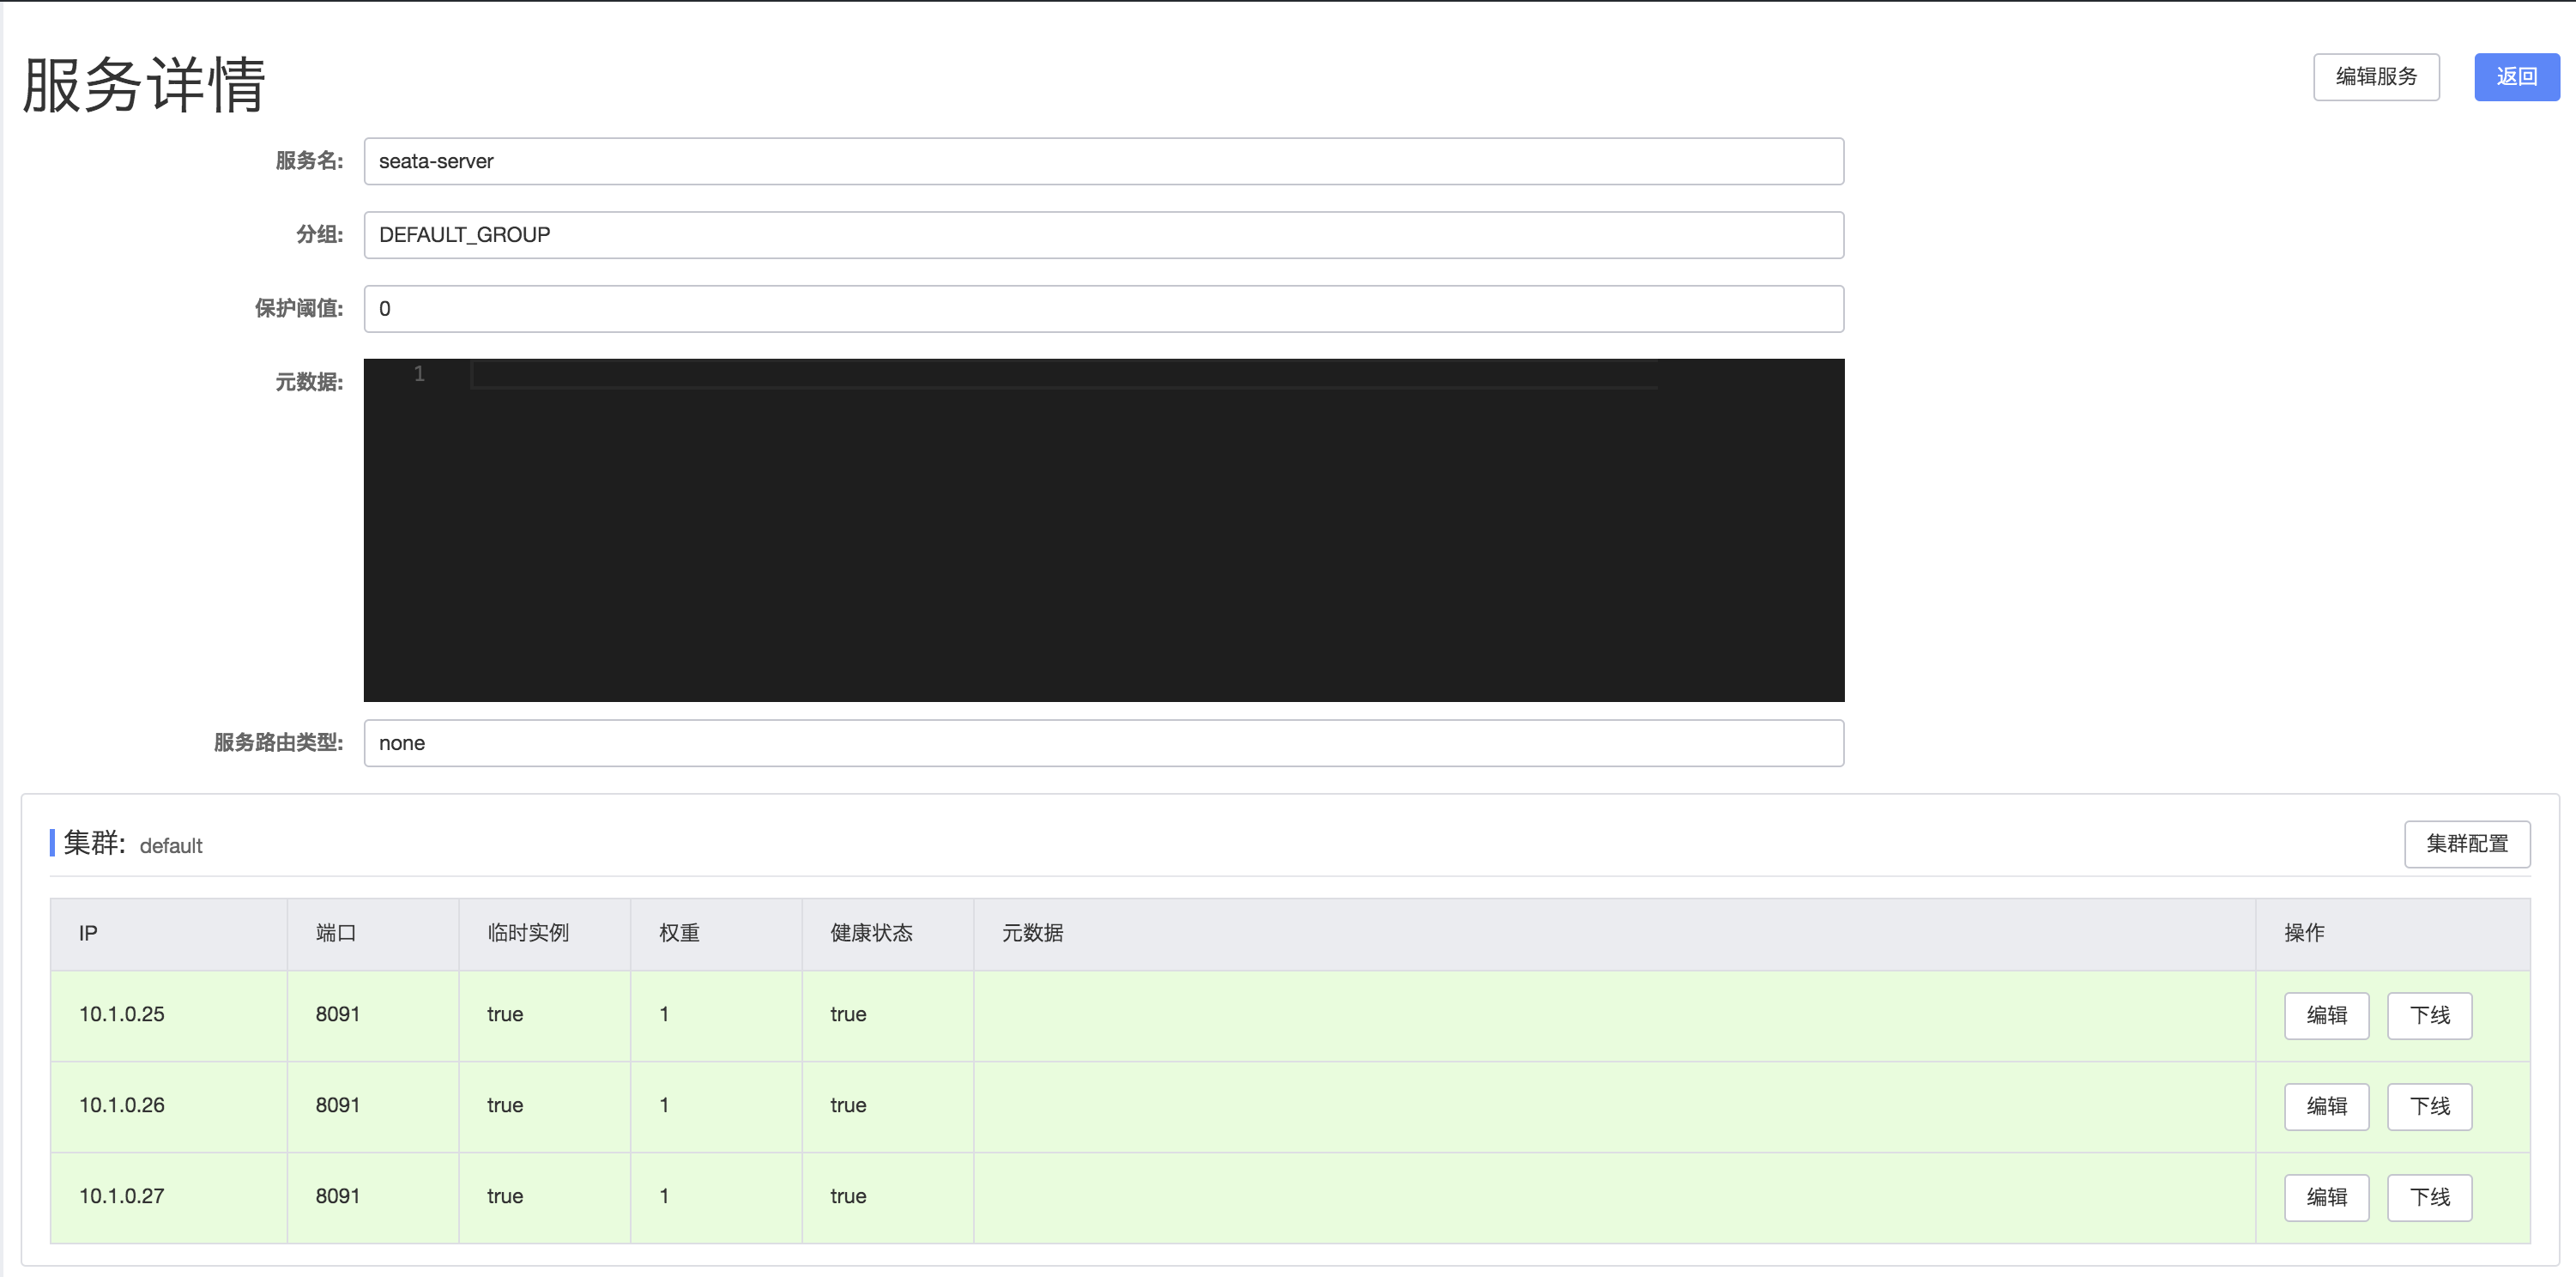 服务详情
编辑服务 返回
服务名: seata-server
分组: DEFAULT_GROUP
保护阈值: 0
元数据: 1
服务路由类型: none
集群: default 集群配置
IP 端口 临时实例 权重 健康状态 元数据 操作
10.1.0.25 8091 true 1 true 编辑 下线
10.1.0.26 8091 true 1 true 编辑 下线
10.1.0.27 8091 true 1 true 编辑 下线